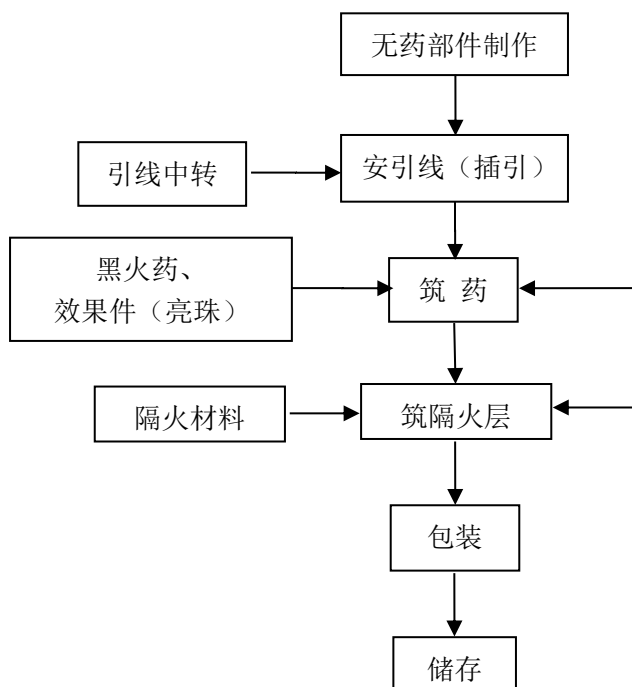 无药部件制作
引线中转
安引线（插引）
黑火药、
效果件（亮珠）
筑 药
隔火材料
筑隔火层
包装
储存